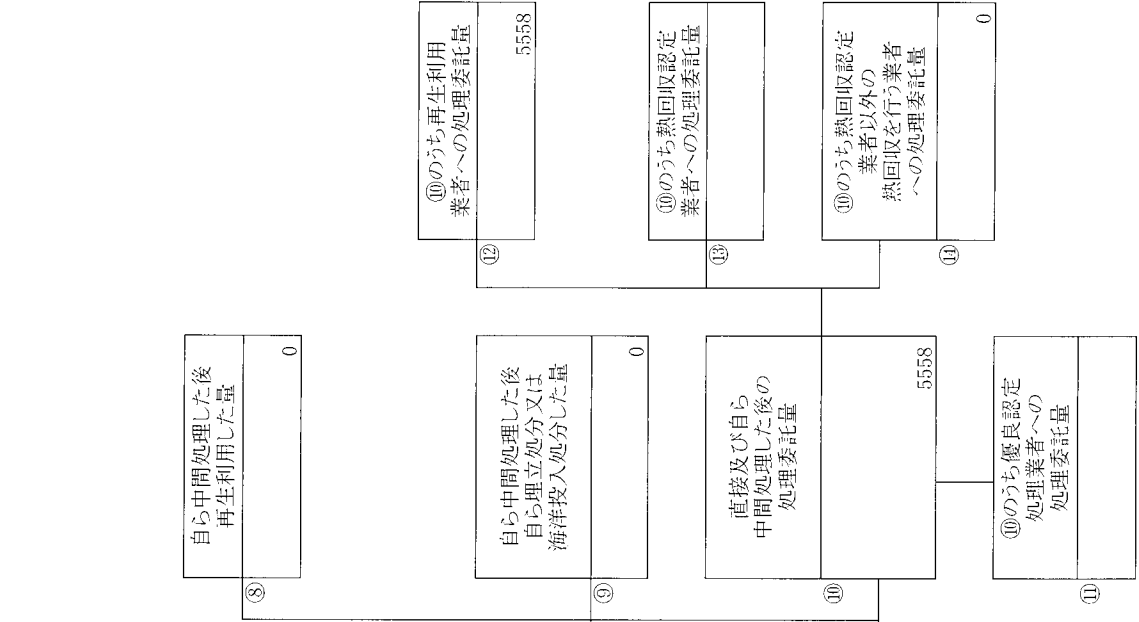 ⑧
自ら中間処理した後
再生利用した量
0
⑨
自ら中間処理した後
自ら埋立処分又は
海洋投入処分した量
0
⑩
直接及び自ら
中間処理した後の
処理委託量
5558
⑪
⑩のうち優良認定
処理業者への
処理委託量
⑫
⑩のうち再生利用
業者への処理委託量
5558
⑬
⑩のうち熱回収認定
業者への処理委託量
⑭
⑩のうち熱回収認定
業者以外の
熱回収を行う業者
への処理委託量
0